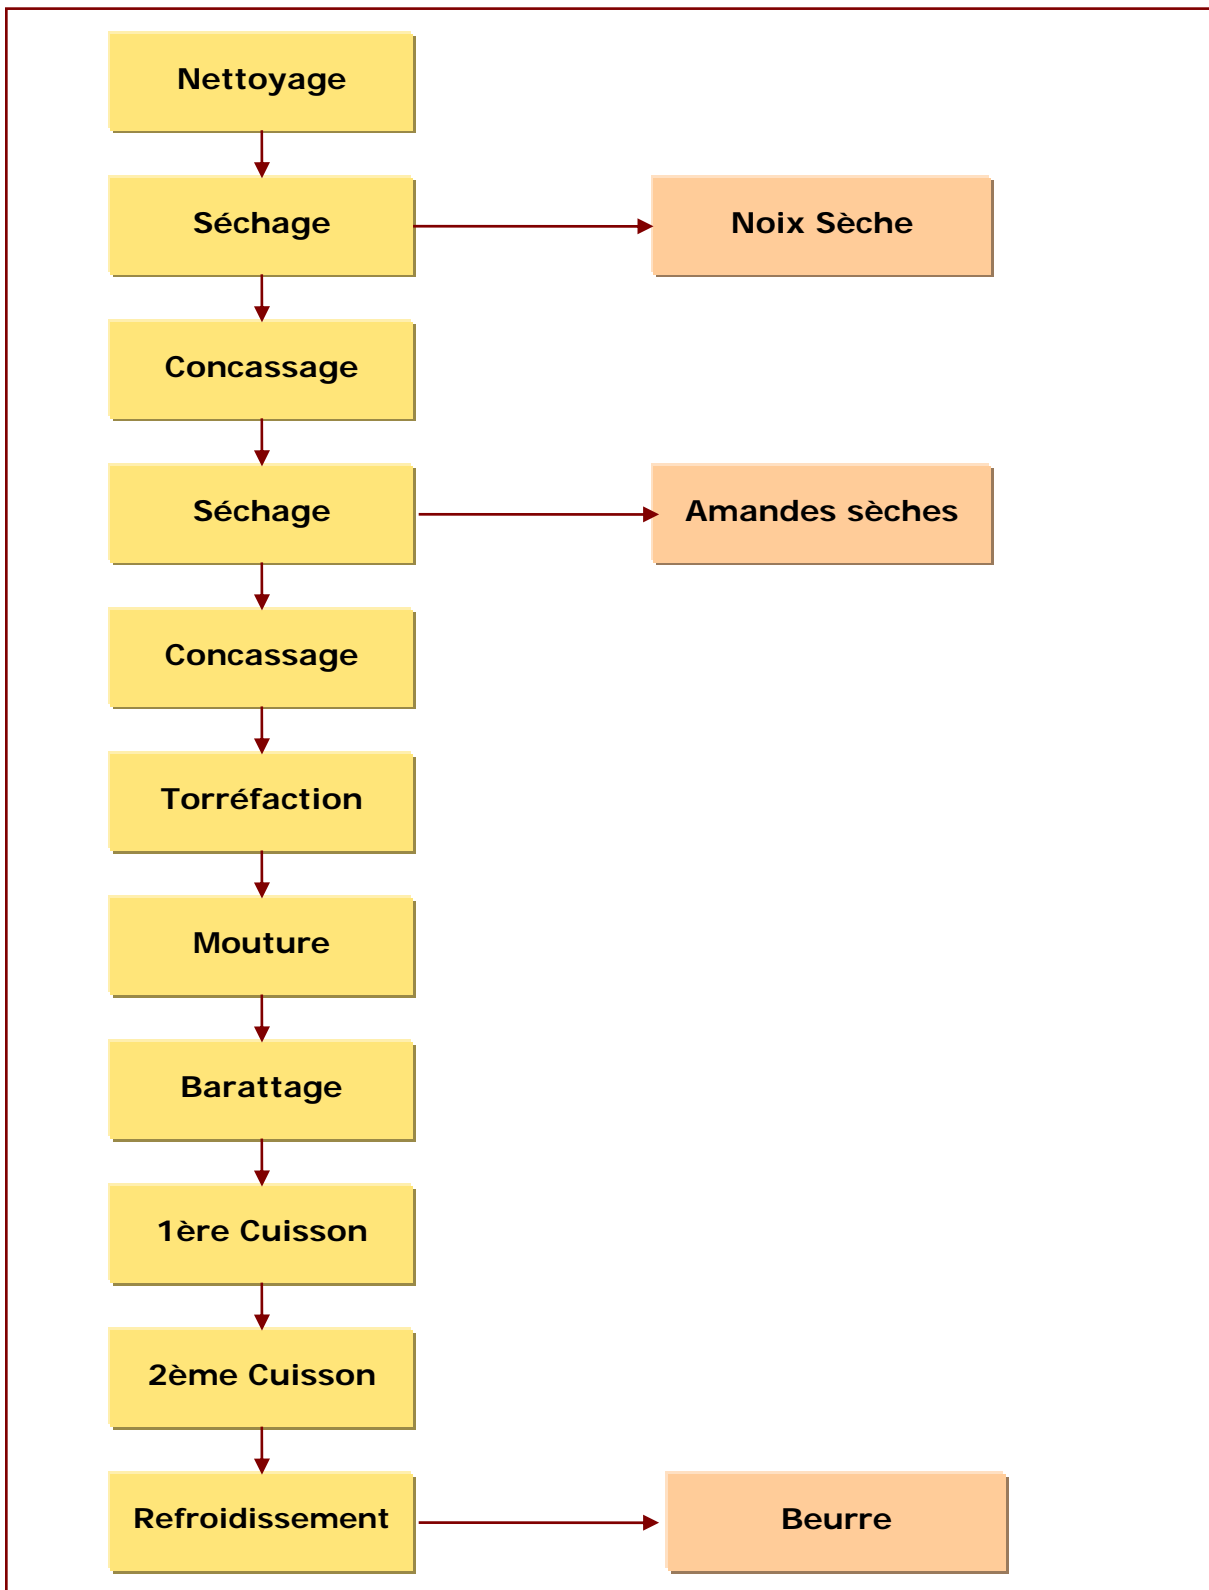 Nettoyage
Séchage
Noix Sèche
Concassage
Séchage
Amandes sèches
Concassage
Torréfaction
Mouture
Barattage
1ère Cuisson
2ème Cuisson
Refroidissement
Beurre